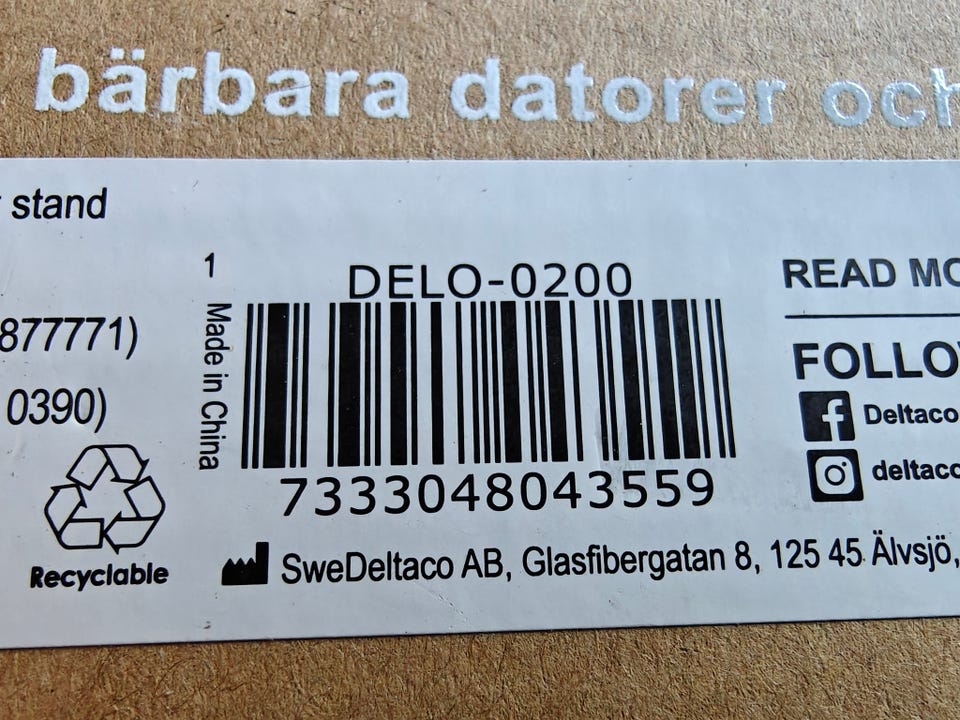 bärbara datorer och
stand
877771)
0390)
Recyclable
1
Made in China
DELO-0200
7333048043559
SweDeltaco AB, Glasfibergatan 8, 125 45 Älvsjö,
READ MO
FOLLO
Deltaco
deltaco